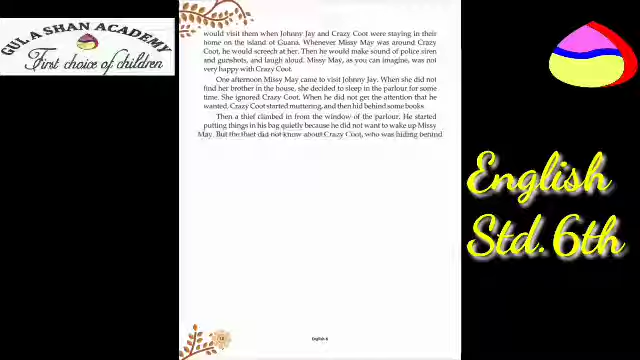 GUL A SHAN ACADEMY
First choice of children
would visit them when Johnny Jay and Crazy Coot were staying in their
home on the island of Guana. Whenever Missy May was around Crazy
Coot, he would screech at her. Then he would make sound of police siren
and gunshots, and laugh aloud. Missy May, as you can imagine, was not
very happy with Crazy Coot.
One afternoon Missy May came to visit Johnny Jay. When she did not
find her brother in the house, she decided to sleep in the parlour for some
time. She ignored Crazy Coot. When he did not get the attention that he
wanted, Crazy Coot started muttering, and then hid behind some books.
Then a thief climbed in from the window of the parlour. He started
putting things in his bag quietly because he did not want to wake up Missy
May. But the thief did not know about Crazy Coot, who was hiding behind
English
Std. 6th
English-6